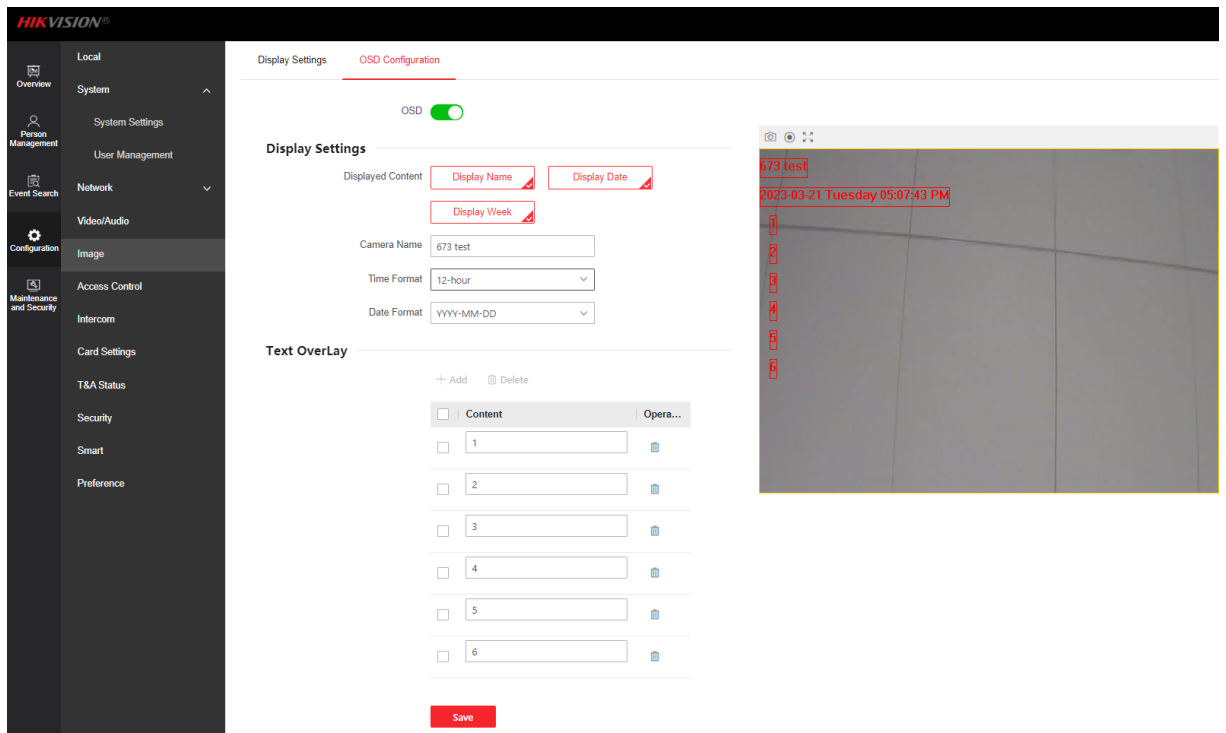 HIKVISION®
Overview
Person Management
Event Search
Configuration
Maintenance and Security
Local
System
System Settings
User Management
Network
Video/Audio
Image
Access Control
Intercom
Card Settings
T&A Status
Security
Smart
Preference
Display Settings OSD Configuration
OSD
Display Settings
Displayed Content Display Name Display Date
Display Week
Camera Name 673 test
Time Format 12-hour
Date Format YYYY-MM-DD
Text OverLay
Add Delete
Content Opera...
1
2
3
4
5
6
Save
673 test
2023-03-21 Tuesday 05:07:43 PM
1
2
3
4
5
6